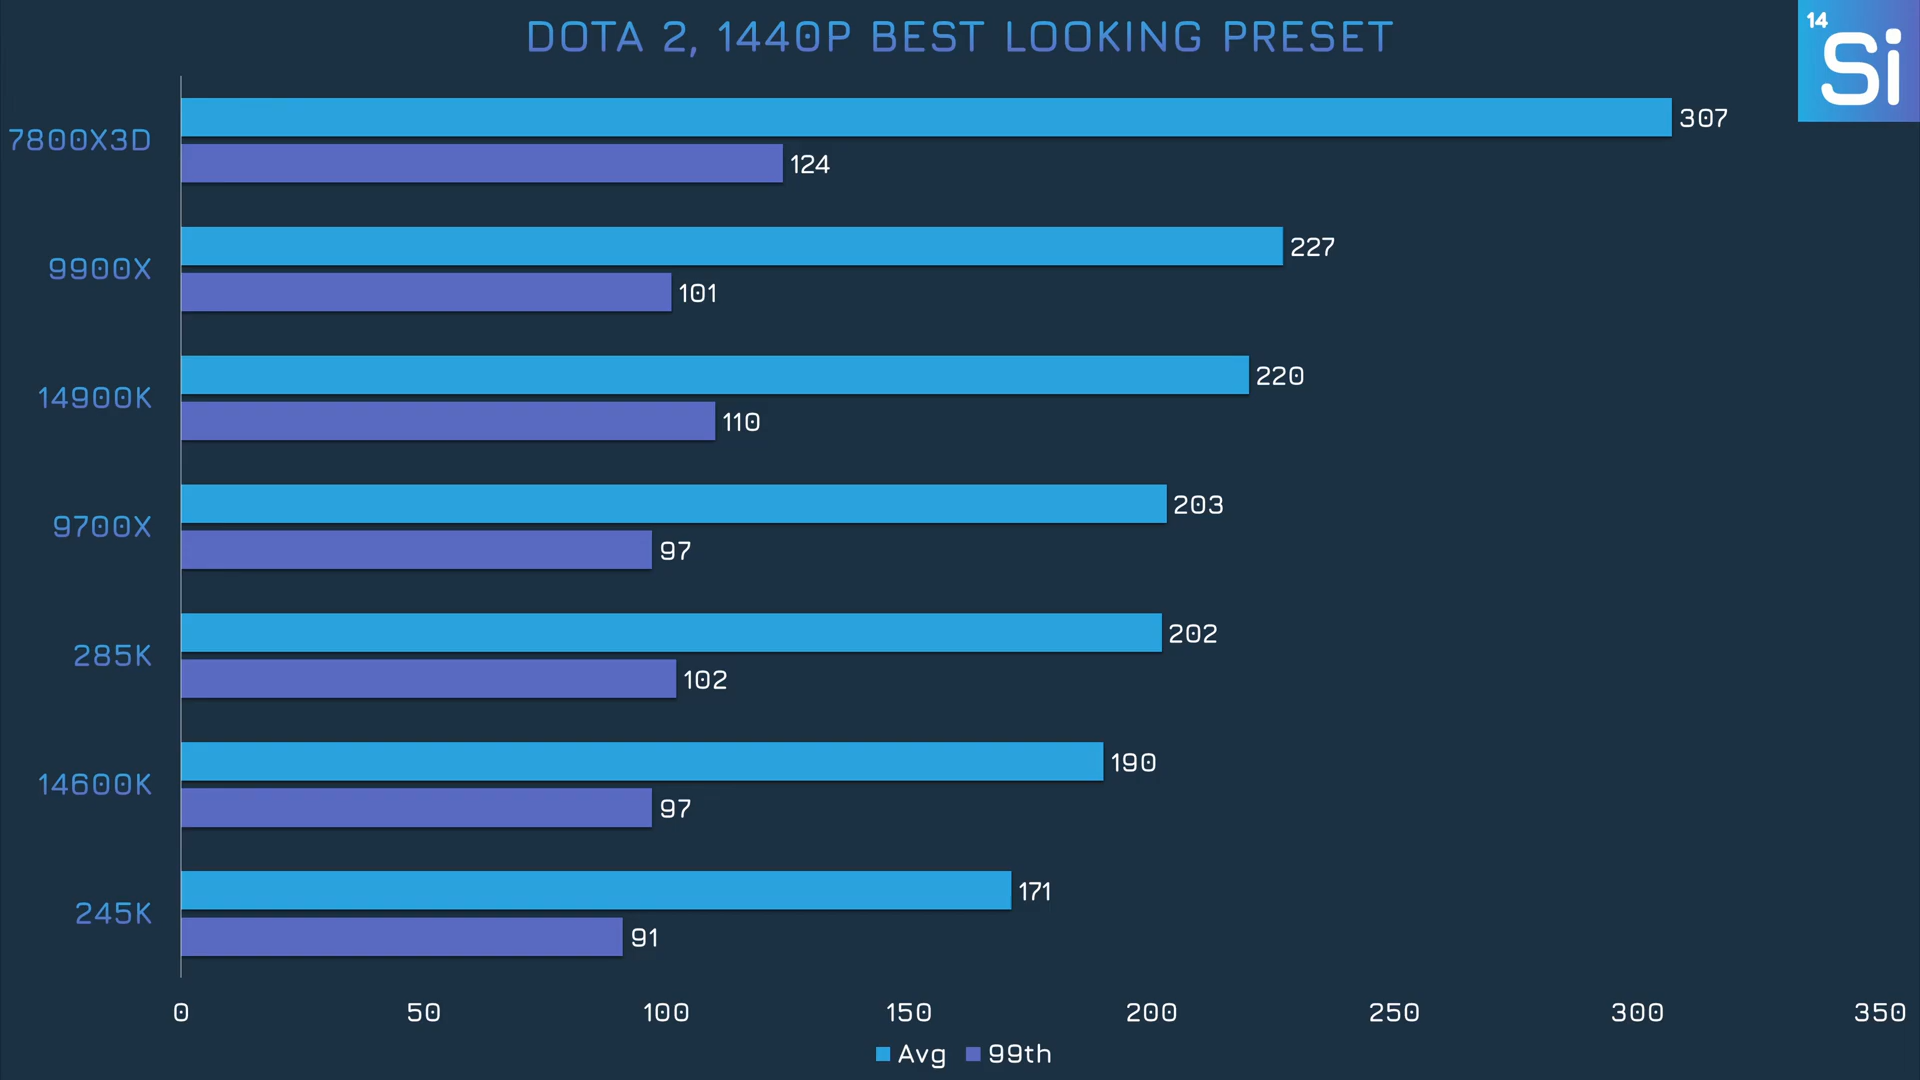 DOTA 2, 1440P BEST LOOKING PRESET
14
Si
7800X3D
307
124
9900X
227
101
14900K
220
110
9700X
203
97
285K
202
102
14600K
190
97
245K
171
91
0 50 100 150 200 250 300 350
Avg 99th